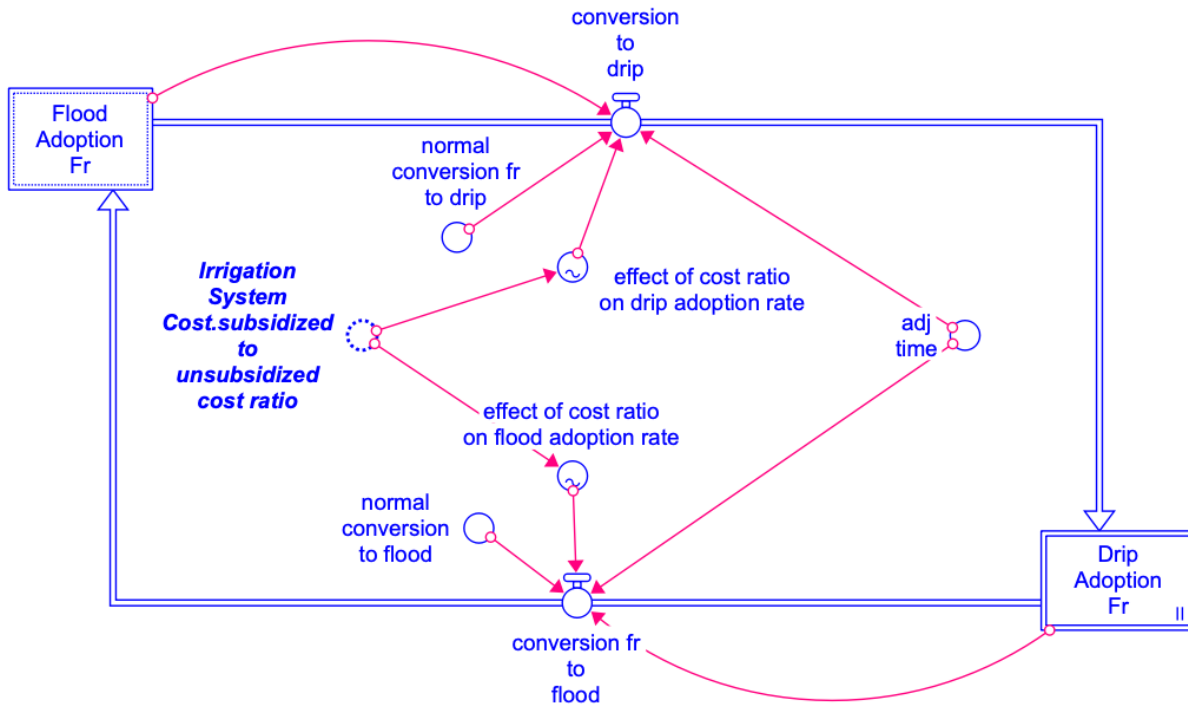 conversion
to
drip
Flood
Adoption
Fr
normal
conversion fr
to drip
effect of cost ratio
on drip adoption rate
Irrigation
System
Cost.subsidized
to
unsubsidized
cost ratio
adj
time
effect of cost ratio
on flood adoption rate
normal
conversion
to flood
Drip
Adoption
Fr
conversion fr
to
flood